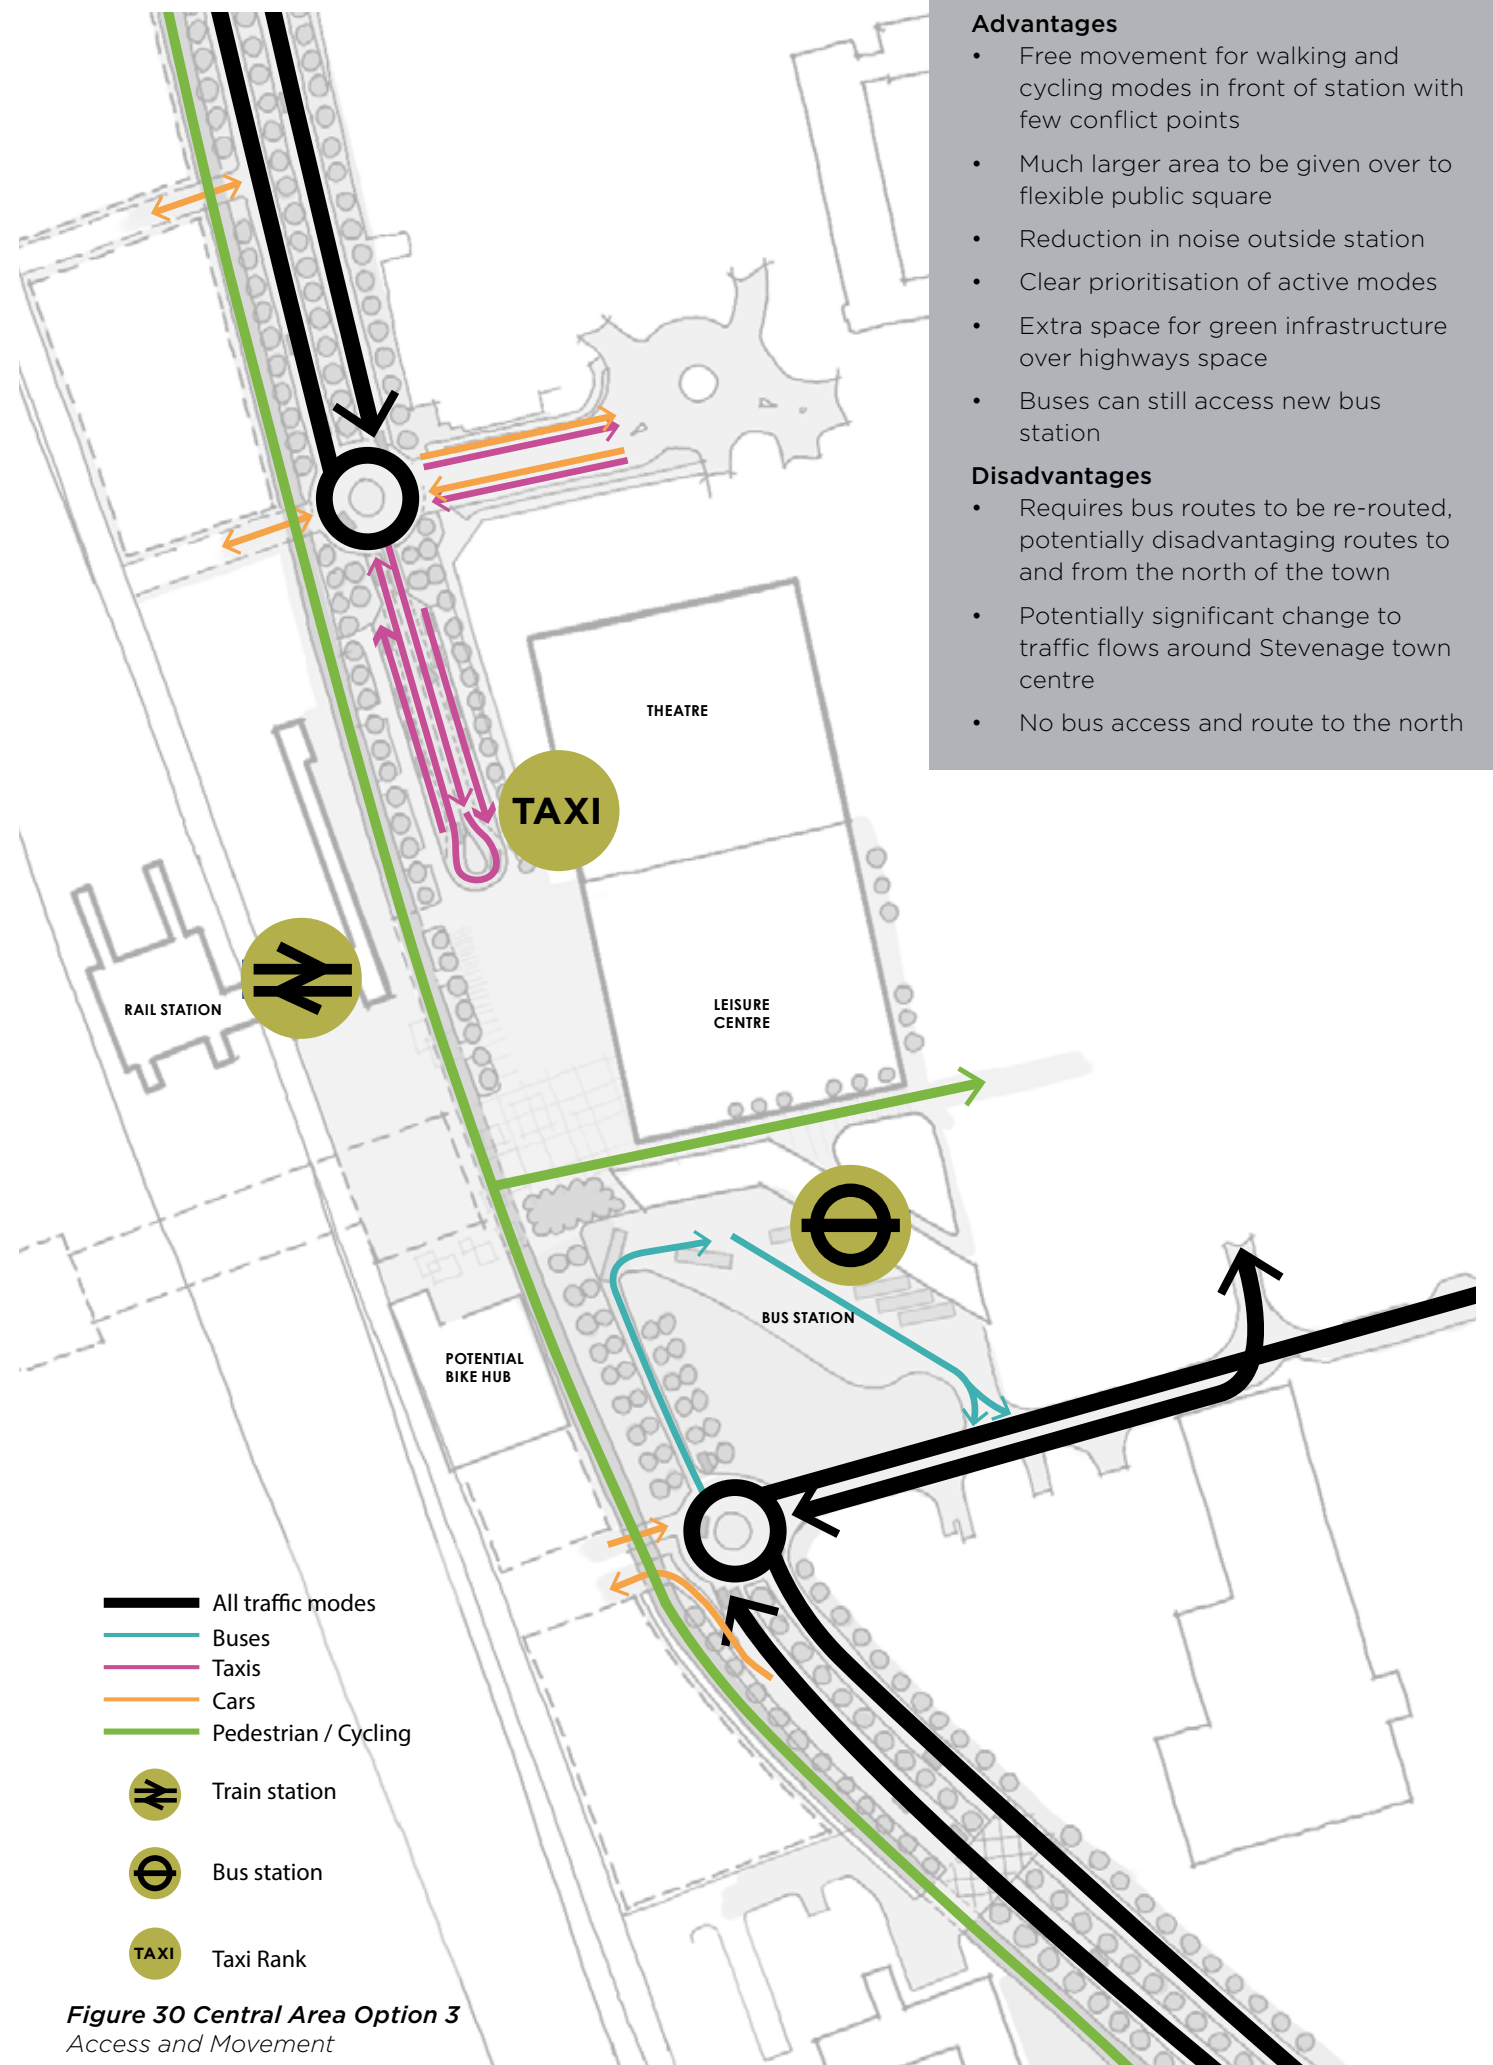 Advantages
• Free movement for walking and
cycling modes in front of station with
few conflict points
• Much larger area to be given over to
flexible public square
• Reduction in noise outside station
• Clear prioritisation of active modes
• Extra space for green infrastructure
over highways space
• Buses can still access new bus
station
Disadvantages
• Requires bus routes to be re-routed,
potentially disadvantaging routes to
and from the north of the town
• Potentially significant change to
traffic flows around Stevenage town
centre
• No bus access and route to the north
THEATRE
TAXI
RAIL STATION
LEISURE
CENTRE
BUS STATION
POTENTIAL
BIKE HUB
All traffic modes
Buses
Taxis
Cars
Pedestrian / Cycling
Train station
Bus station
TAXI
Taxi Rank
Figure 30 Central Area Option 3
Access and Movement